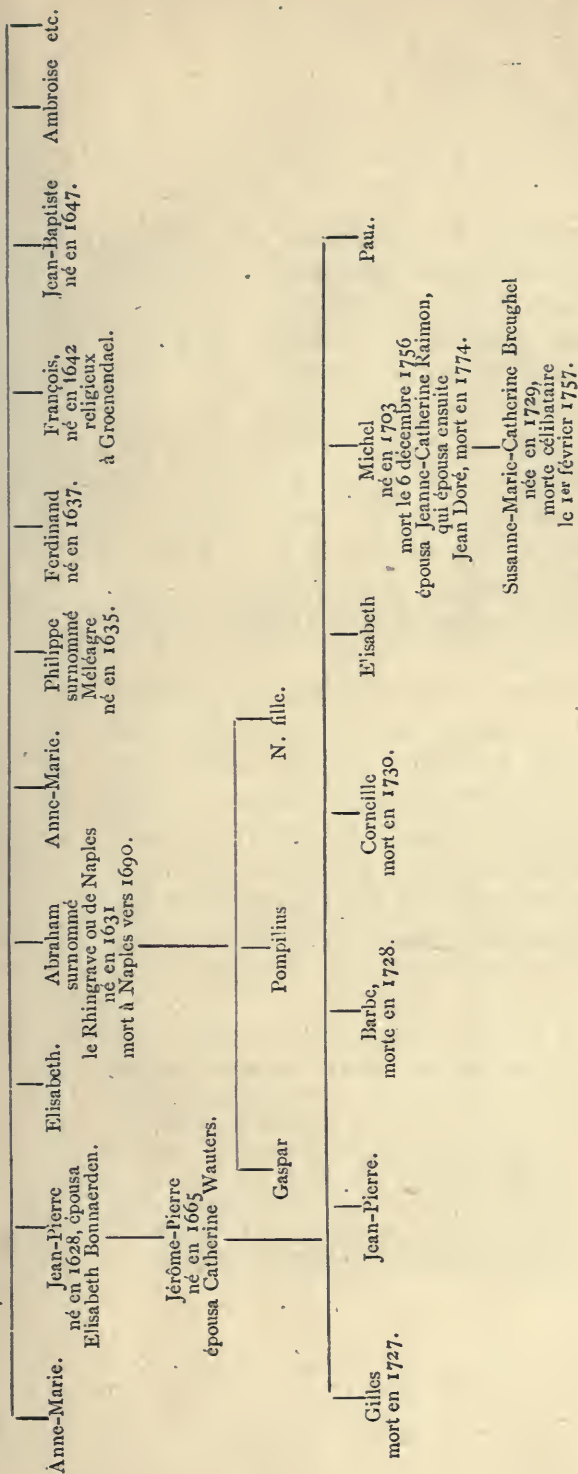 Anne-Marie.
Jean-Pierre
né en 1628, épousa
Elisabeth Bonnaerden.
Elisabeth.
Abraham
surnommé
le Rhingrave ou de Naples
né en 1631
mort à Naples vers 1690.
Anne-Marie.
Philippe
surnommé
Méléagre
né en 1635.
Ferdinand
né en 1637.
François,
né en 1642
religieux
à Groenendael.
Jean-Baptiste
né en 1647.
Ambroise etc.
Jérôme-Pierre
né en 1665
épousa Catherine Wauters.
Gaspar
Pompilius
N. fille.
Gilles
mort en 1727.
Jean-Pierre.
Barbe,
morte en 1728.
Corneille
mort en 1730.
Elisabeth
Michel
né en 1703
mort le 6 décembre 1756
épousa Jeanne-Catherine Raimon,
qui épousa ensuite
Jean Doré, mort en 1774.
Paul.
Susanne-Marie-Catherine Breughel
née en 1729,
morte célibataire
le 1er février 1757.